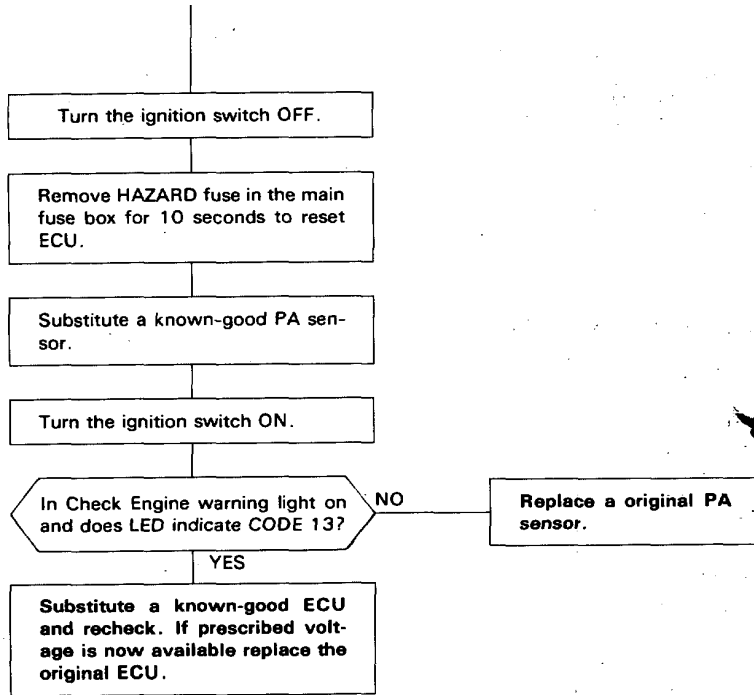 Turn the ignition switch OFF.
Remove HAZARD fuse in the main
fuse box for 10 seconds to reset
ECU.
Substitute a known-good PA sen-
sor.
Turn the ignition switch ON.
In Check Engine warning light on
and does LED indicate CODE 13?
NO
Replace a original PA
sensor.
YES
Substitute a known-good ECU
and recheck. If prescribed volt-
age is now available replace the
original ECU.